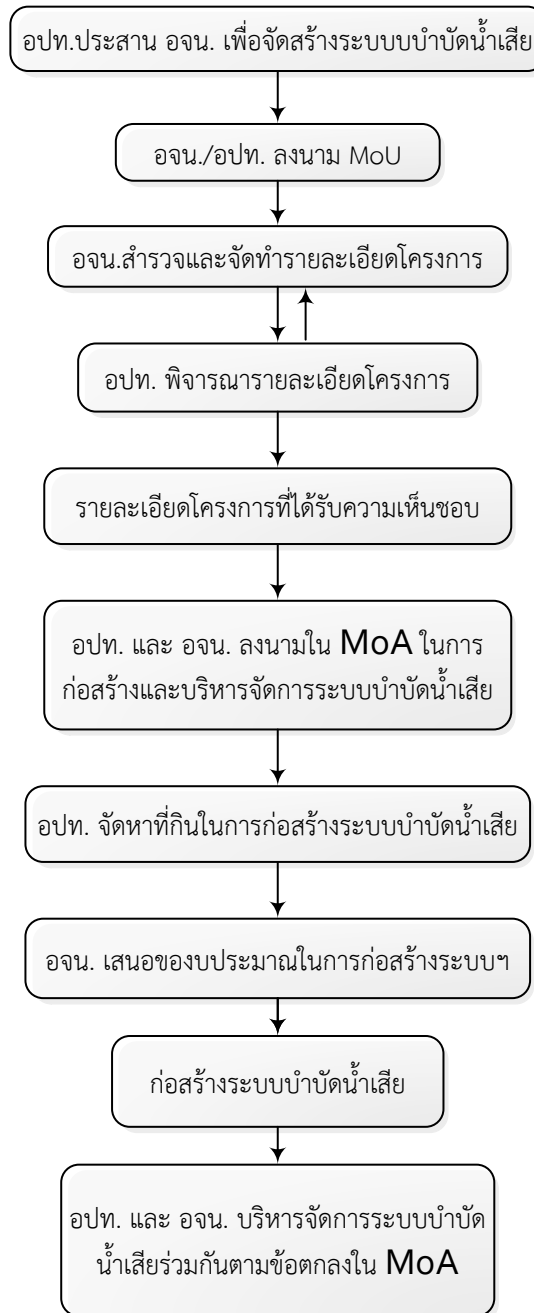 อปท.ประสาน อจน. เพื่อจัดสร้างระบบบบำบัดน้ำเสีย
อจน./อปท. ลงนาม MoU
อจน.สำรวจและจัดทำรายละเอียดโครงการ
อปท. พิจารณารายละเอียดโครงการ
รายละเอียดโครงการที่ได้รับความเห็นชอบ
อปท. และ อจน. ลงนามใน MoA ในการ
ก่อสร้างและบริหารจัดการระบบบำบัดน้ำเสีย
อปท. จัดหาที่กินในการก่อสร้างระบบบำบัดน้ำเสีย
อจน. เสนอของบประมาณในการก่อสร้างระบบฯ
ก่อสร้างระบบบำบัดน้ำเสีย
อปท. และ อจน. บริหารจัดการระบบบำบัด
น้ำเสียร่วมกันตามข้อตกลงใน MoA